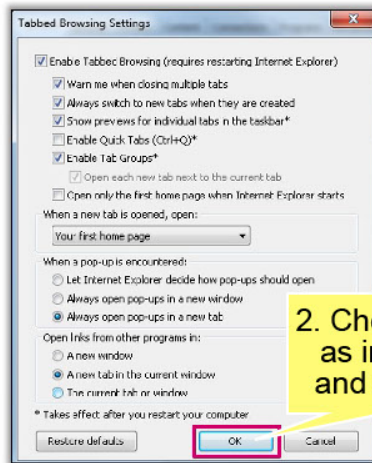 Tabbed Browsing Settings
Enable Tabbec Browsing (requires restarting Internet Explorer)
Warn me when closing multiple tabs
Always switch to new tabs when they are created
Show previews for individual tabs in the taskbar*
Enable Quick Tabs (Ctrl+Q)*
Enable Tab Groups*
Open each new tab next to the current tab
Open only the first home page when Internet Explorer starts
When a new tab is opened, open:
Your first home page
When a pop-up is encountered:
Let Internet Explorer decide how pop-ups should open
Always open pop-ups in a new window
Always open pop-ups in a new tab
Open links from other programs in:
A new window
A new tab in the current window
The current tab or window
* Takes effect after you restart your computer
Restore defaults
OK
Cancel
2.
as
and